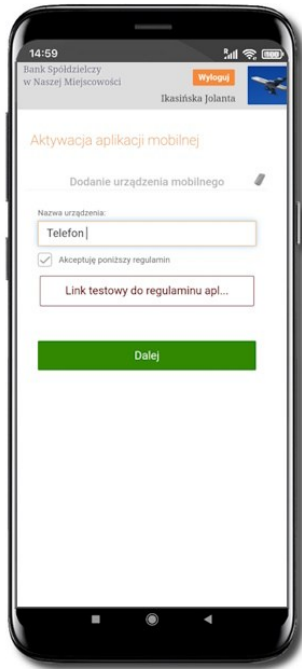 14:59
Bank Spółdzielczy
w Naszej Miejscowości
Wyloguj
Ikasińska Jolanta
Aktywacja aplikacji mobilnej
Dodanie urządzenia mobilnego
Nazwa urządzenia:
Telefon
Akceptuję poniższy regulamin
Link testowy do regulaminu apl...
Dalej